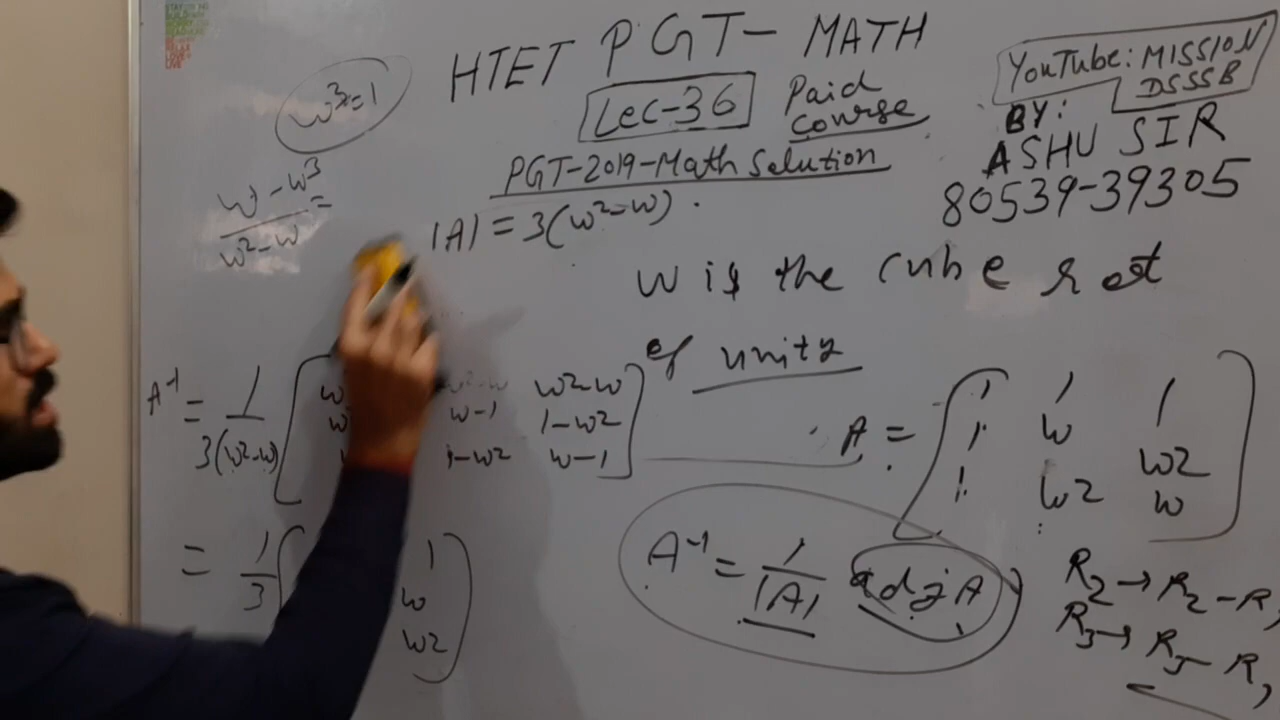 HTET PGT- MATH
Lec-36 Paid course
PGT-2019-Math Solution
YouTube: MISSION DSSSB
BY:
ASHU SIR
80539-39305
w³=1
w-w³
w²-w =
|A| = 3(w²-w).
w is the cube root
of unity
A⁻¹ = 1
3(w²-w)
w²-w
w-1 1-w2
1-w2 w-1
A = 1 1 1
1 w w2
1 w2 w
A⁻¹ = 1 adj A
|A|
= 1
3
1
w
w2
R₂→R₂-R,
R₃→R₃-R,